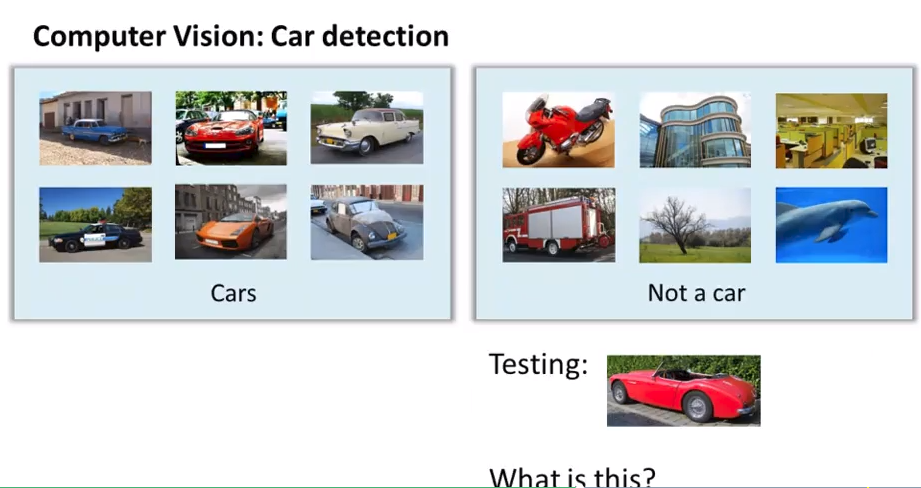 Computer Vision: Car detection
Cars
Not a car
Testing:
What is this?